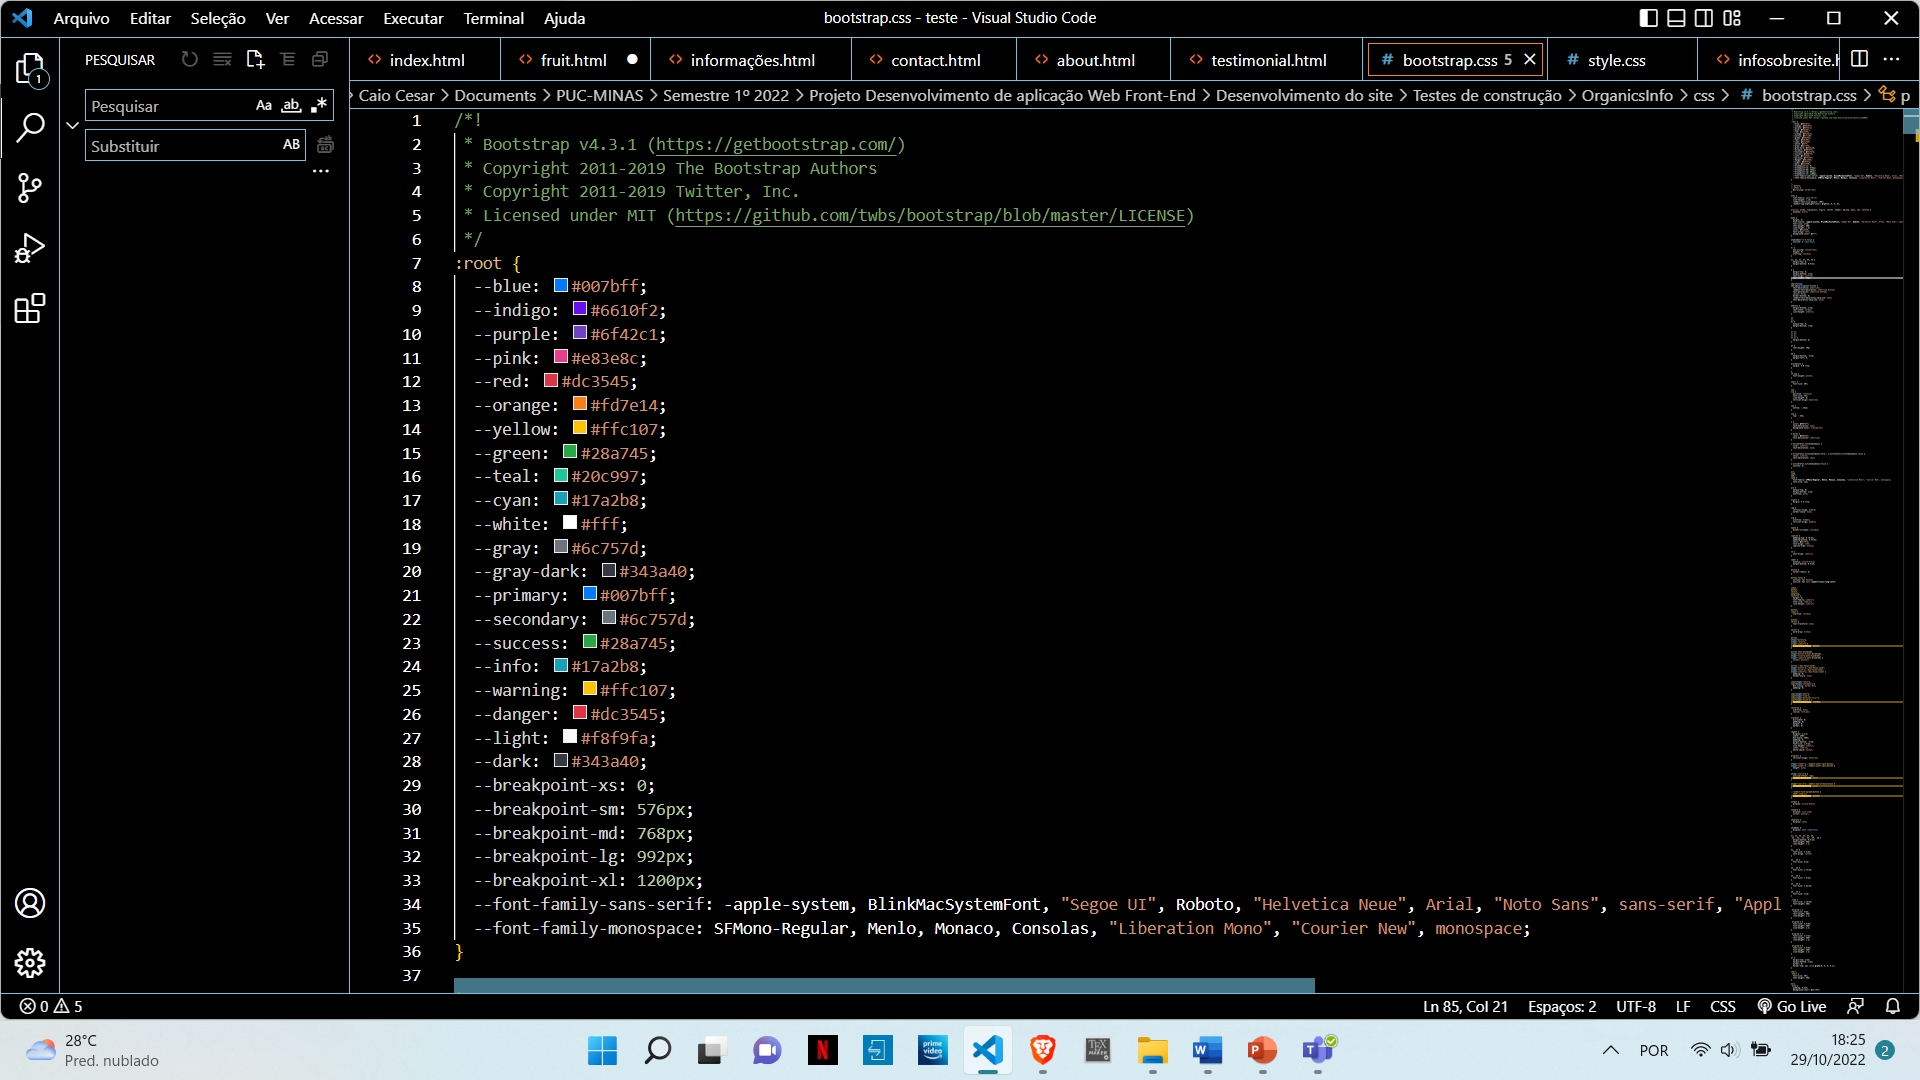 Arquivo Editar Seleção Ver Acessar Executar Terminal Ajuda
bootstrap.css - teste - Visual Studio Code
PESQUISAR
index.html fruit.html informações.html contact.html about.html testimonial.html # bootstrap.css 5 # style.css infosobresite.h
1
Pesquisar Aa ab
Substituir AB
Caio Cesar > Documents > PUC-MINAS > Semestre 1º 2022 > Projeto Desenvolvimento de aplicação Web Front-End > Desenvolvimento do site > Testes de construção > OrganicsInfo > css > # bootstrap.css > p
1 /*!
2 * Bootstrap v4.3.1 (https://getbootstrap.com/)
3 * Copyright 2011-2019 The Bootstrap Authors
4 * Copyright 2011-2019 Twitter, Inc.
5 * Licensed under MIT (https://github.com/twbs/bootstrap/blob/master/LICENSE)
6 */
7 :root {
8 --blue: #007bff;
9 --indigo: #6610f2;
10 --purple: #6f42c1;
11 --pink: #e83e8c;
12 --red: #dc3545;
13 --orange: #fd7e14;
14 --yellow: #ffc107;
15 --green: #28a745;
16 --teal: #20c997;
17 --cyan: #17a2b8;
18 --white: #fff;
19 --gray: #6c757d;
20 --gray-dark: #343a40;
21 --primary: #007bff;
22 --secondary: #6c757d;
23 --success: #28a745;
24 --info: #17a2b8;
25 --warning: #ffc107;
26 --danger: #dc3545;
27 --light: #f8f9fa;
28 --dark: #343a40;
29 --breakpoint-xs: 0;
30 --breakpoint-sm: 576px;
31 --breakpoint-md: 768px;
32 --breakpoint-lg: 992px;
33 --breakpoint-xl: 1200px;
34 --font-family-sans-serif: -apple-system, BlinkMacSystemFont, "Segoe UI", Roboto, "Helvetica Neue", Arial, "Noto Sans", sans-serif, "Appl
35 --font-family-monospace: SFMono-Regular, Menlo, Monaco, Consolas, "Liberation Mono", "Courier New", monospace;
36 }
37
0 5
Ln 85, Col 21 Espaços: 2 UTF-8 LF CSS Go Live
28°C
Pred. nublado
N prime video TEX MAKER W P T
POR
18:25
29/10/2022
2